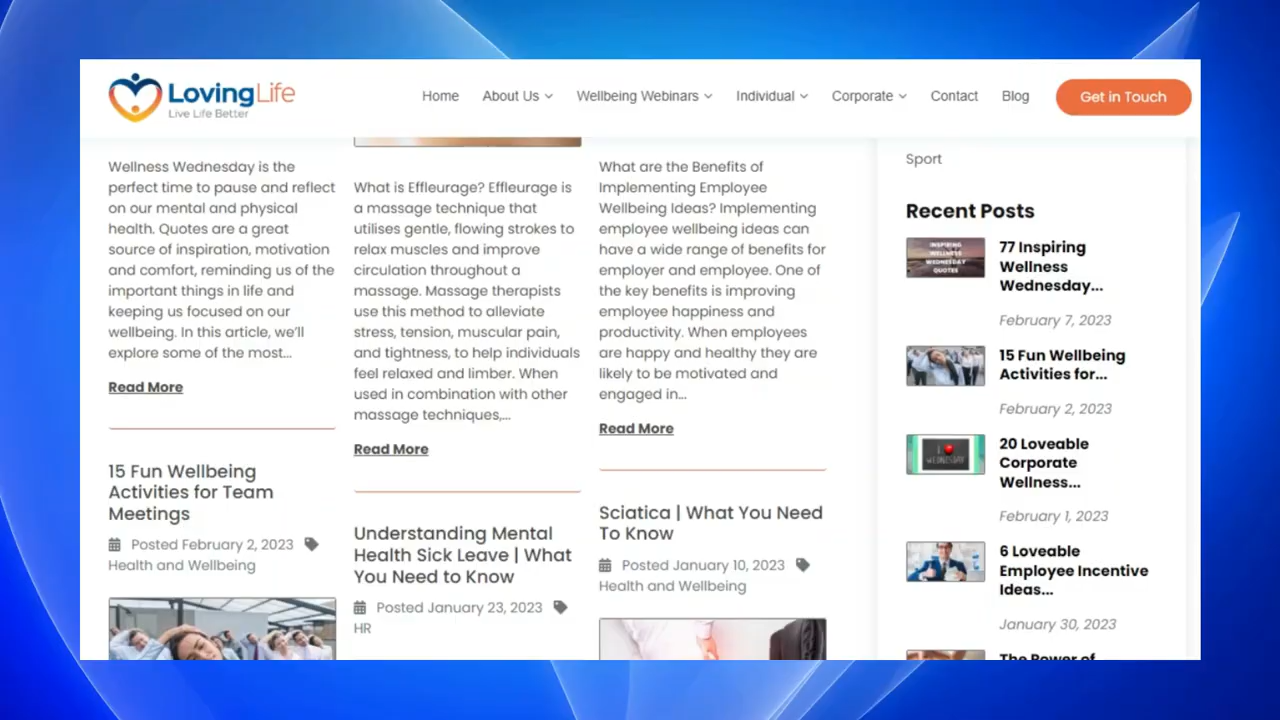 LovingLife
Live Life Better
Home
About Us
Wellbeing Webinars
Individual
Corporate
Contact
Blog
Get in Touch
Wellness Wednesday is the
perfect time to pause and reflect
on our mental and physical
health. Quotes are a great
source of inspiration, motivation
and comfort, reminding us of the
important things in life and
keeping us focused on our
wellbeing. In this article, we'll
explore some of the most...
Read More
15 Fun Wellbeing
Activities for Team
Meetings
Posted February 2, 2023
Health and Wellbeing
What is Effleurage? Effleurage is
a massage technique that
utilises gentle, flowing strokes to
relax muscles and improve
circulation throughout a
massage. Massage therapists
use this method to alleviate
stress, tension, muscular pain,
and tightness, to help individuals
feel relaxed and limber. When
used in combination with other
massage techniques,...
Read More
Understanding Mental
Health Sick Leave | What
You Need to Know
Posted January 23, 2023
HR
What are the Benefits of
Implementing Employee
Wellbeing Ideas? Implementing
employee wellbeing ideas can
have a wide range of benefits for
employer and employee. One of
the key benefits is improving
employee happiness and
productivity. When employees
are happy and healthy they are
likely to be motivated and
engaged in...
Read More
Sciatica | What You Need
To Know
Posted January 10, 2023
Health and Wellbeing
Sport
Recent Posts
INSPIRING
WELLNESS
WEDNESDAY
QUOTES
77 Inspiring
Wellness
Wednesday...
February 7, 2023
15 Fun Wellbeing
Activities for...
February 2, 2023
I
WEDNESDAY
20 Loveable
Corporate
Wellness...
February 1, 2023
6 Loveable
Employee Incentive
Ideas...
January 30, 2023
The Power of